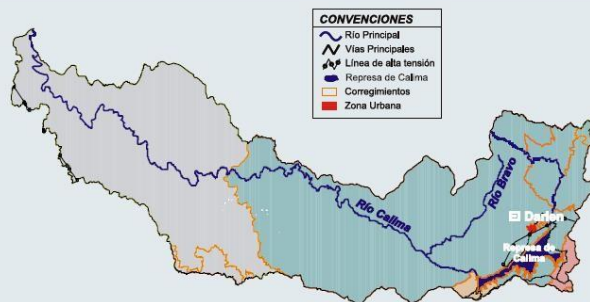 CONVENCIONES
Río Principal
Vías Principales
Línea de alta tensión
Represa de Calima
Corregimientos
Zona Urbana
Río Bravo
El Darien
Río Calima
Represa de
Calima